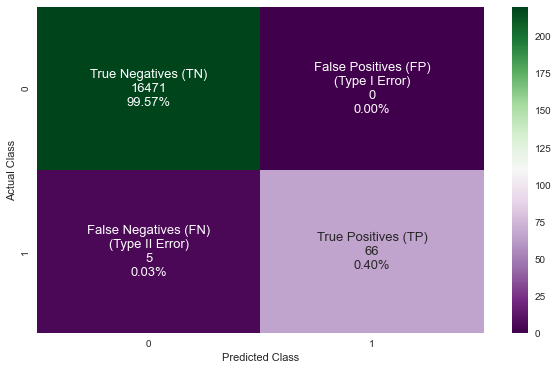 True Negatives (TN)
16471
99.57%
False Positives (FP)
(Type I Error)
0
0.00%
False Negatives (FN)
(Type II Error)
5
0.03%
True Positives (TP)
66
0.40%
0
1
Actual Class
0
1
Predicted Class
200
175
150
125
100
75
50
25
0